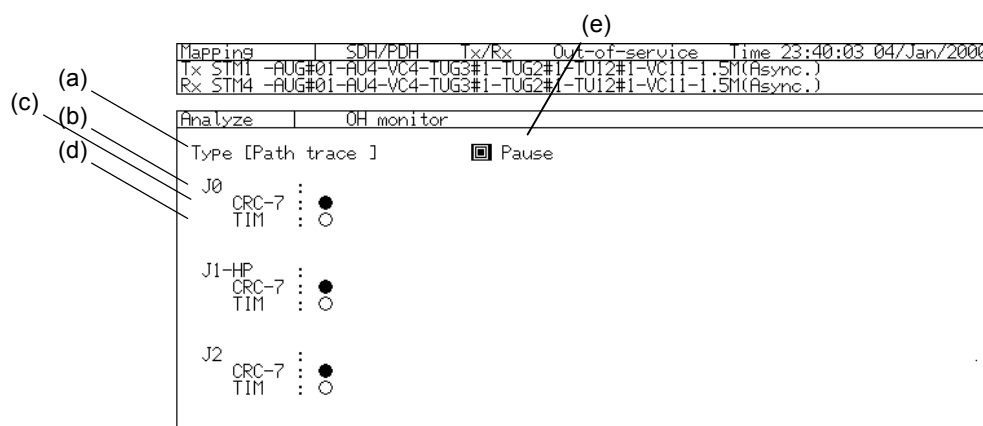 (e)
Mapping SDH/PDH Tx/Rx Out-of-service Time 23:40:03 04/Jan/2000
Tx STM1 -AUG#01-AU4-VC4-TUG3#1-TUG2#1-TU12#1-VC11-1.5M(Async.)
Rx STM4 -AUG#01-AU4-VC4-TUG3#1-TUG2#1-TU12#1-VC11-1.5M(Async.)
(a)
(c)
(b)
(d)
Analyze OH monitor
Type [Path trace ] Pause
J0 :
CRC-7 :
TIM :
J1-HP :
CRC-7 :
TIM :
J2 :
CRC-7 :
TIM :